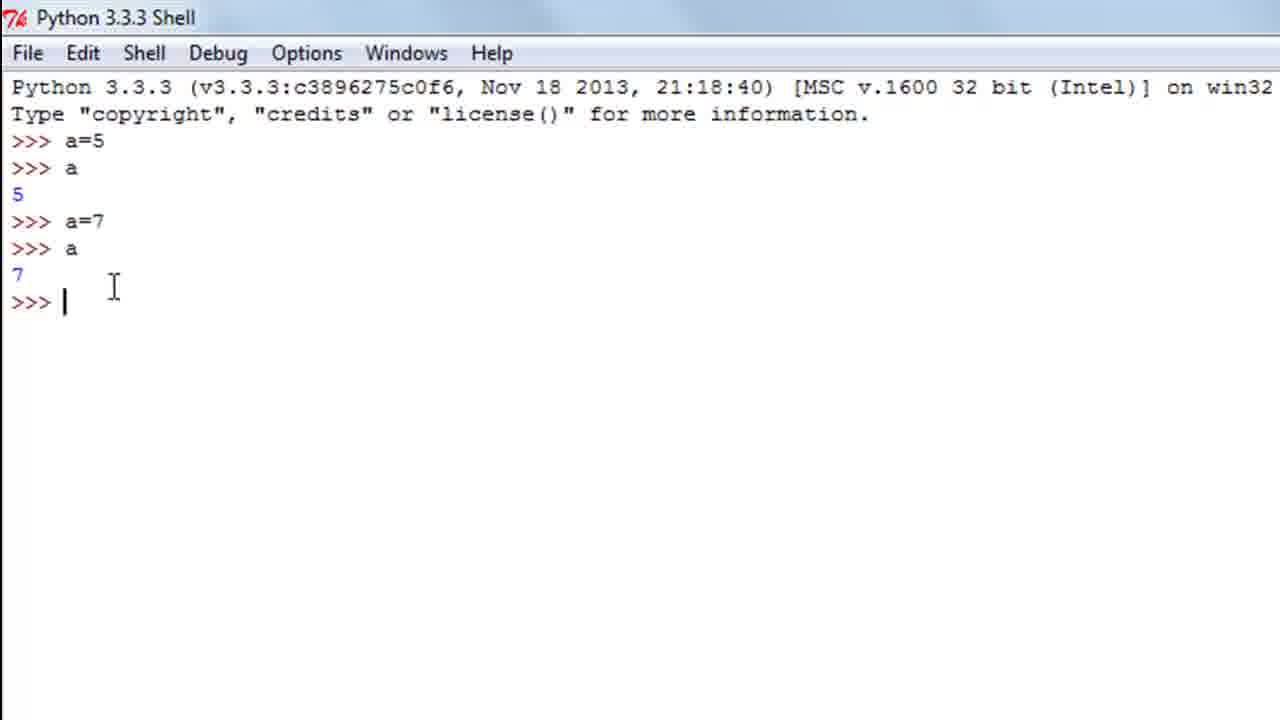 Python 3.3.3 Shell
File Edit Shell Debug Options Windows Help
Python 3.3.3 (v3.3.3:c3896275c0f6, Nov 18 2013, 21:18:40) [MSC v.1600 32 bit (Intel)] on win32
Type "copyright", "credits" or "license()" for more information.
>>> a=5
>>> a
5
>>> a=7
>>> a
7
>>>